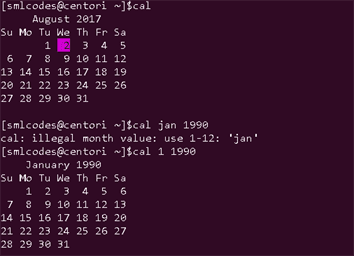 [smlcodes@centori ~]$cal
    August 2017
Su Mo Tu We Th Fr Sa
       1  2  3  4  5
 6  7  8  9 10 11 12
13 14 15 16 17 18 19
20 21 22 23 24 25 26
27 28 29 30 31
[smlcodes@centori ~]$cal jan 1990
cal: illegal month value: use 1-12: 'jan'
[smlcodes@centori ~]$cal 1 1990
    January 1990
Su Mo Tu We Th Fr Sa
    1  2  3  4  5  6
 7  8  9 10 11 12 13
14 15 16 17 18 19 20
21 22 23 24 25 26 27
28 29 30 31